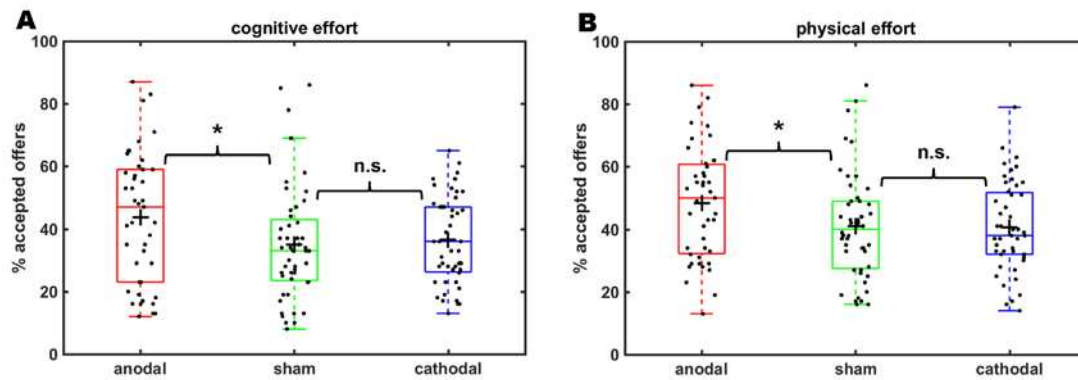 A
cognitive effort
% accepted offers
100
80
60
40
20
0
*
n.s.
anodal sham cathodal
B
physical effort
% accepted offers
100
80
60
40
20
0
*
n.s.
anodal sham cathodal